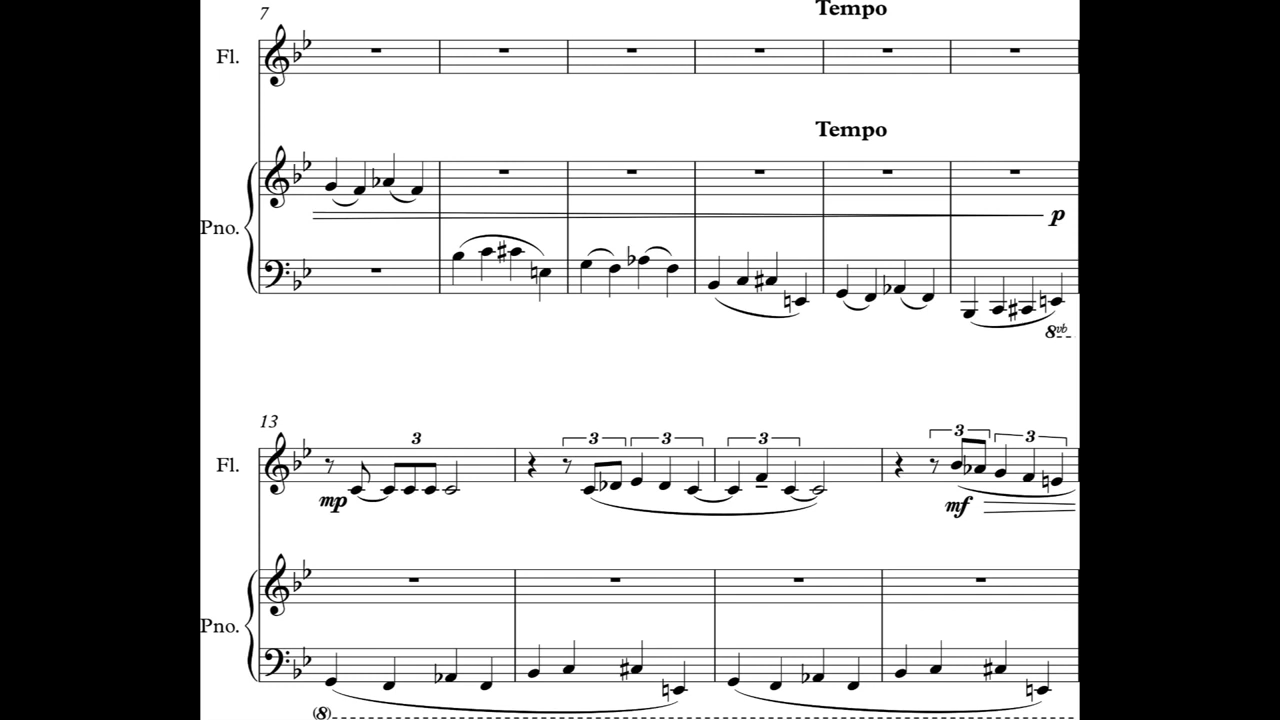 Tempo
7
Fl.
Tempo
Pno.
p
8vb
13
Fl.
3 3 3 3 3 3
mp mf
Pno.
(8)